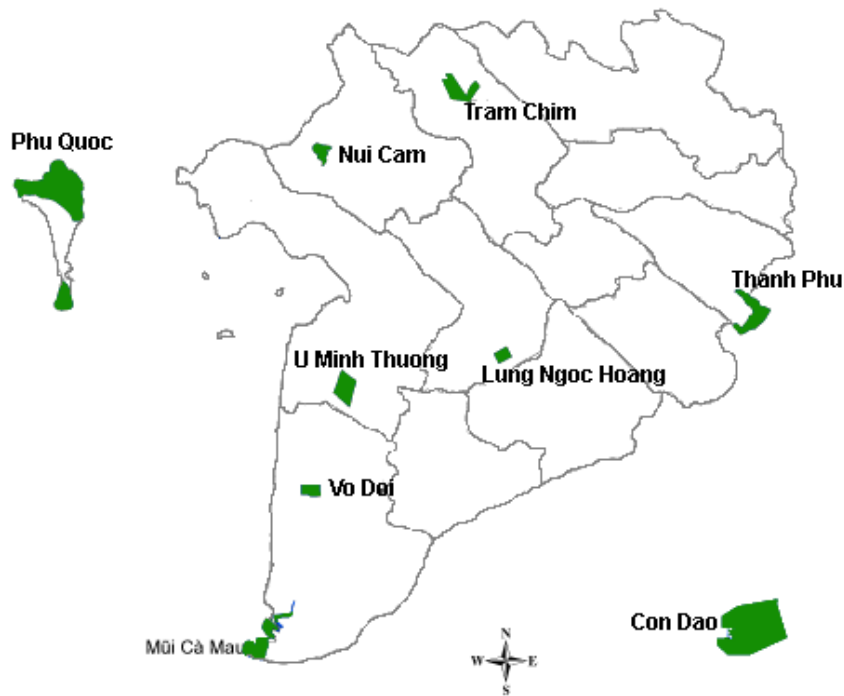 Tram Chim
Phu Quoc
Nui Cam
Thanh Phu
U Minh Thuong
Lung Ngoc Hoang
Vo Doi
Con Dao
Mũi Cà Mau
N
W E
S